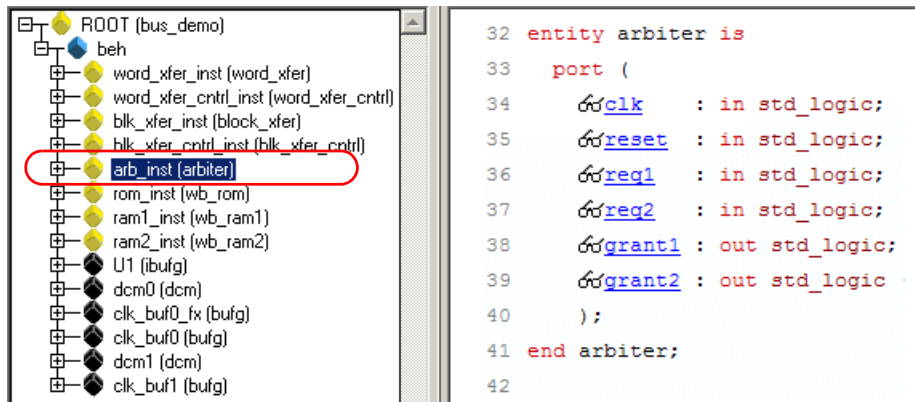 ROOT (bus_demo)
beh
word_xfer_inst (word_xfer)
word_xfer_cntrl_inst (word_xfer_cntrl)
blk_xfer_inst (block_xfer)
blk_xfer_cntrl_inst (blk_xfer_cntrl)
arb_inst (arbiter)
rom_inst (wb_rom)
ram1_inst (wb_ram1)
ram2_inst (wb_ram2)
U1 (ibufg)
dcm0 (dcm)
clk_buf0_fx (bufg)
clk_buf0 (bufg)
dcm1 (dcm)
clk_buf1 (bufg)
32 entity arbiter is
33 port (
34 clk : in std_logic;
35 reset : in std_logic;
36 req1 : in std_logic;
37 req2 : in std_logic;
38 grant1 : out std_logic;
39 grant2 : out std_logic
40 );
41 end arbiter;
42